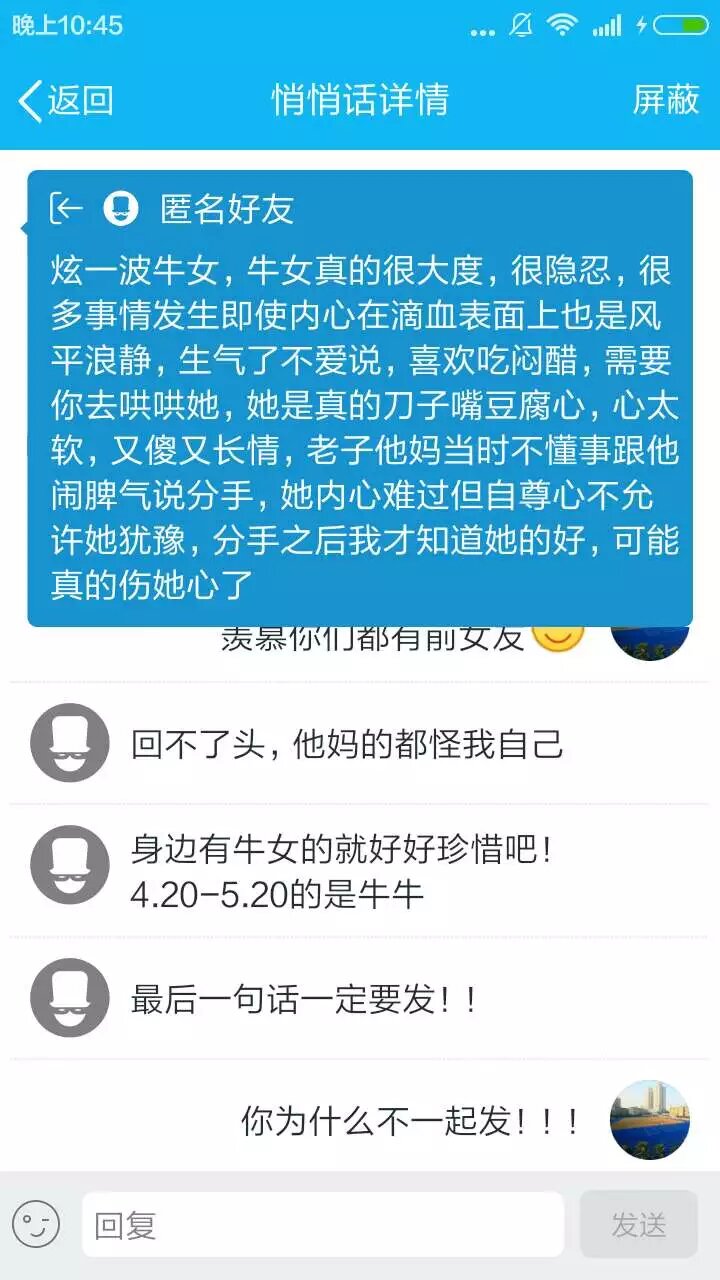 晚上10:45
返回
悄悄话详情
屏蔽
匿名好友
炫一波牛女，牛女真的很大度，很隐忍，很
多事情发生即使内心在滴血表面上也是风
平浪静，生气了不爱说，喜欢吃闷醋，需要
你去哄哄她，她是真的刀子嘴豆腐心，心太
软，又傻又长情，老子他妈当时不懂事跟他
闹脾气说分手，她内心难过但自尊心不允
许她犹豫，分手之后我才知道她的好，可能
真的伤她心了
羡慕你们都有前女友
回不了头，他妈的都怪我自己
身边有牛女的就好好珍惜吧！
4.20-5.20的是牛牛
最后一句话一定要发！！
你为什么不一起发！！！
回复
发送